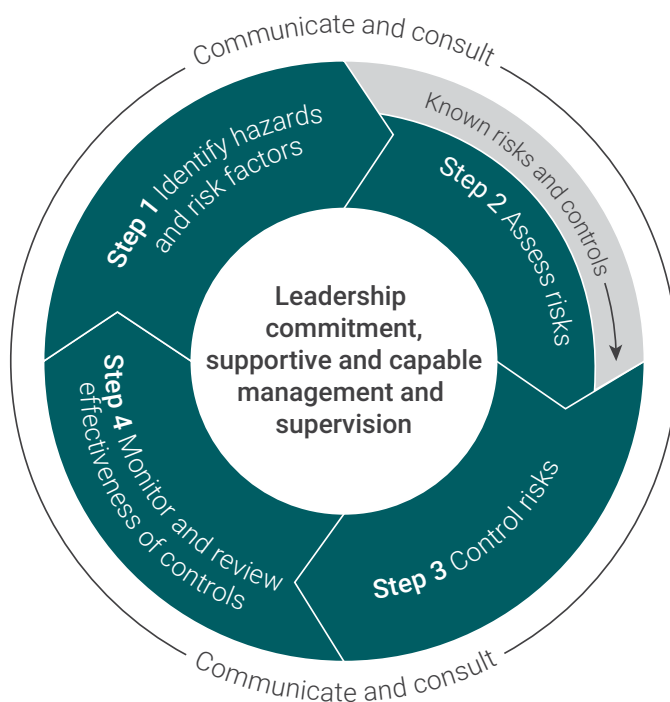 Communicate and consult
Step 1 Identify hazards
and risk factors
Known risks and controls
Step 2 Assess risks
Leadership
commitment,
supportive and capable
management and
supervision
Step 3 Control risks
Step 4 Monitor and review
effectiveness of controls
Communicate and consult